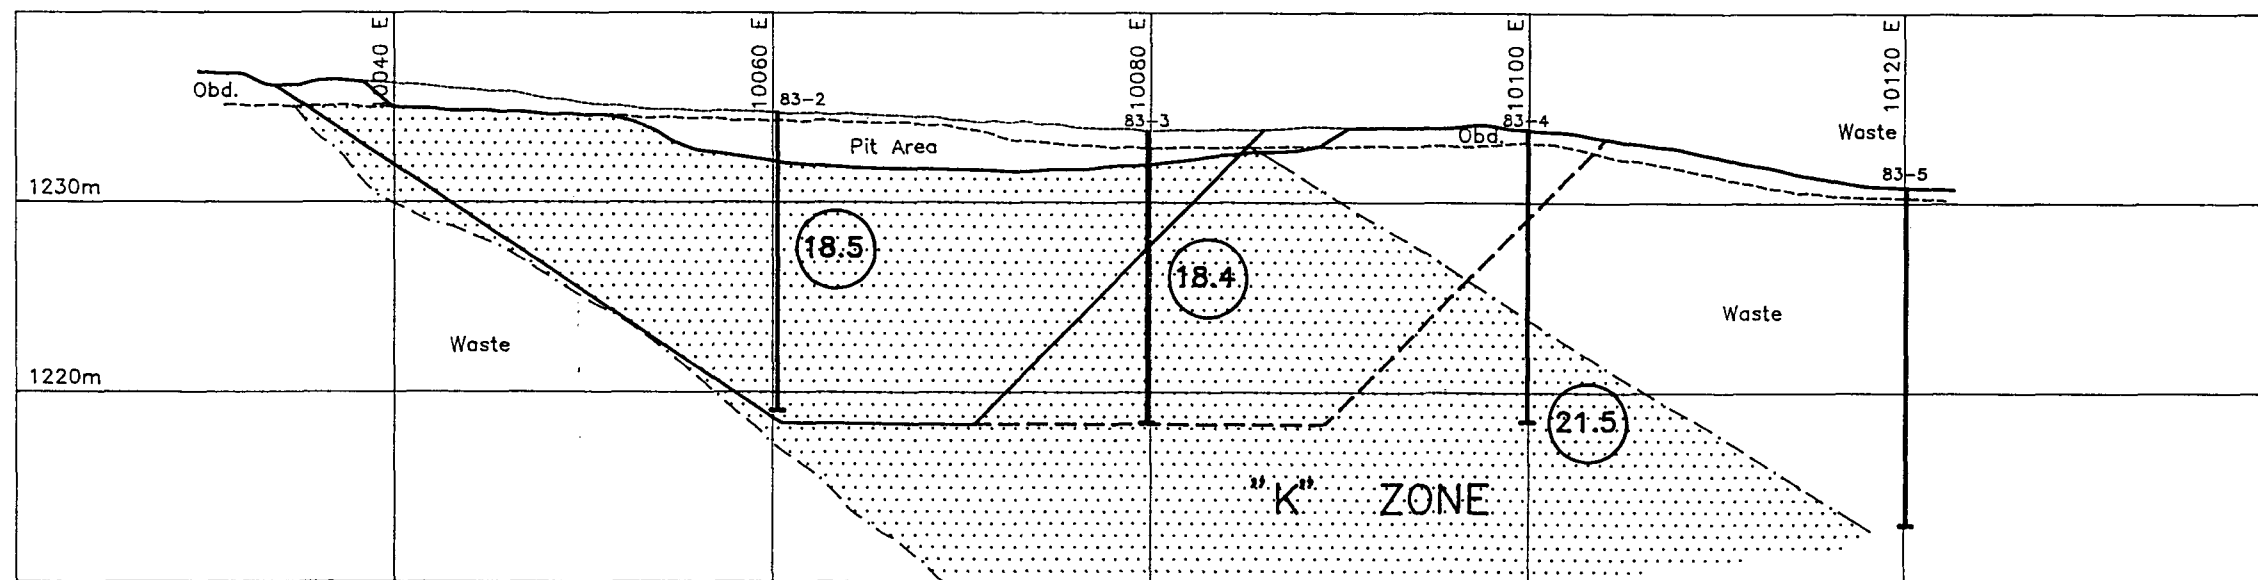 10040 E
10060 E
10080 E
10100 E
10120 E
Obd.
83-2
83-3
83-4
Obd.
Waste
Pit Area
83-5
1230m
18.5
18.4
Waste
Waste
1220m
21.5
"K" ZONE